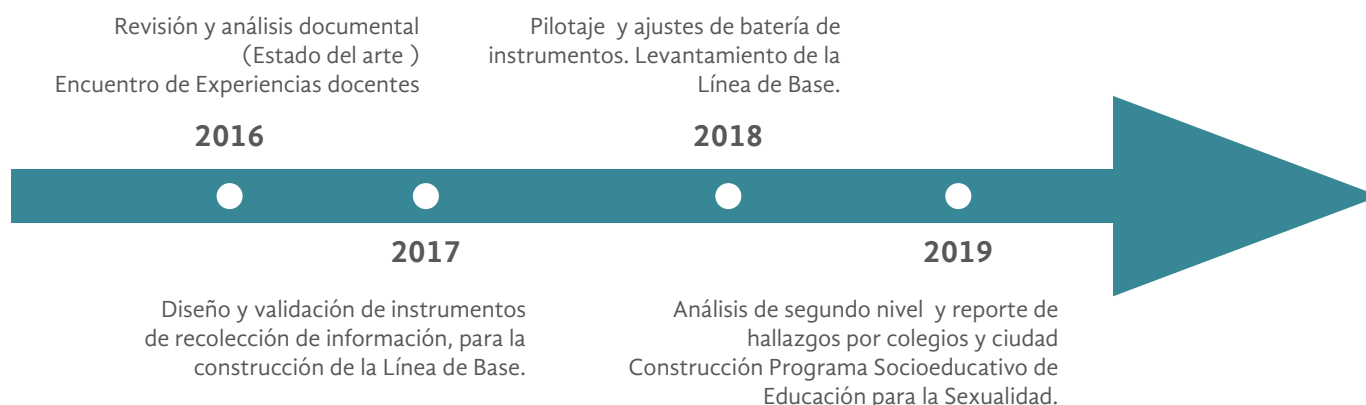 Revisión y análisis documental
(Estado del arte )
Encuentro de Experiencias docentes
2016
Pilotaje y ajustes de batería de
instrumentos. Levantamiento de la
Línea de Base.
2018
2017
Diseño y validación de instrumentos
de recolección de información, para la
construcción de la Línea de Base.
2019
Análisis de segundo nivel y reporte de
hallazgos por colegios y ciudad
Construcción Programa Socioeducativo de
Educación para la Sexualidad.